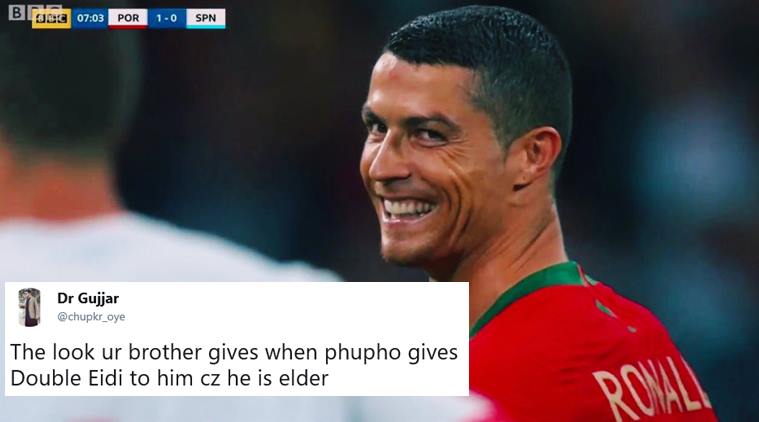 BBC 07:03 POR 1 - 0 SPN
RONAL
Dr Gujjar
@chupkr_oye
The look ur brother gives when phupho gives
Double Eidi to him cz he is elder